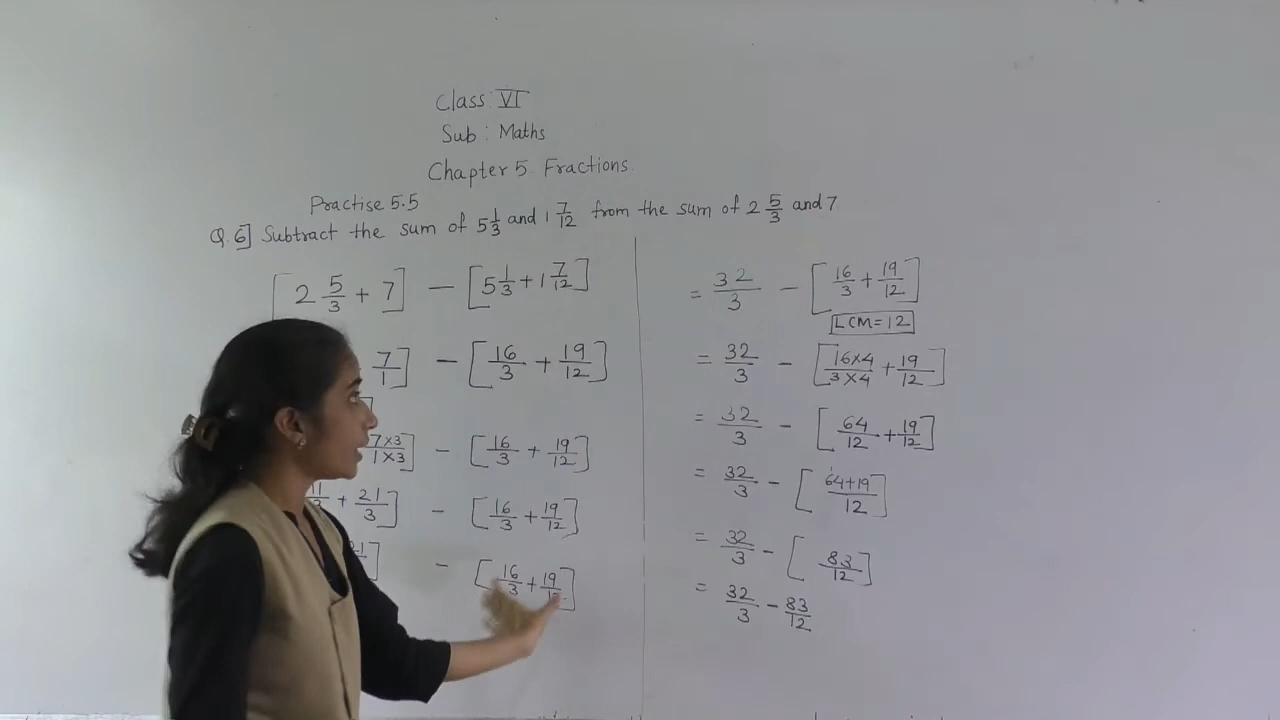 Class: VI
Sub: Maths
Chapter 5. Fractions.
Practise 5.5
Q.6] Subtract the sum of 5 1/3 and 1 7/12 from the sum of 2 5/3 and 7
[2 5/3 + 7] - [5 1/3 + 1 7/12]
7/1] - [16/3 + 19/12]
7×3/1×3] - [16/3 + 19/12]
+ 21/3] - [16/3 + 19/12]
] - [16/3 + 19/12]
= 32/3 - [16/3 + 19/12]
LCM=12
= 32/3 - [16×4/3×4 + 19/12]
= 32/3 - [64/12 + 19/12]
= 32/3 - [64+19/12]
= 32/3 - [83/12]
= 32/3 - 83/12